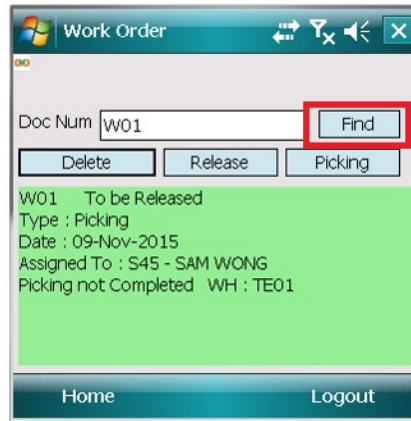 Work Order
Doc Num W01 Find
Delete Release Picking
W01 To be Released
Type : Picking
Date : 09-Nov-2015
Assigned To : S45 - SAM WONG
Picking not Completed WH : TE01
Home Logout